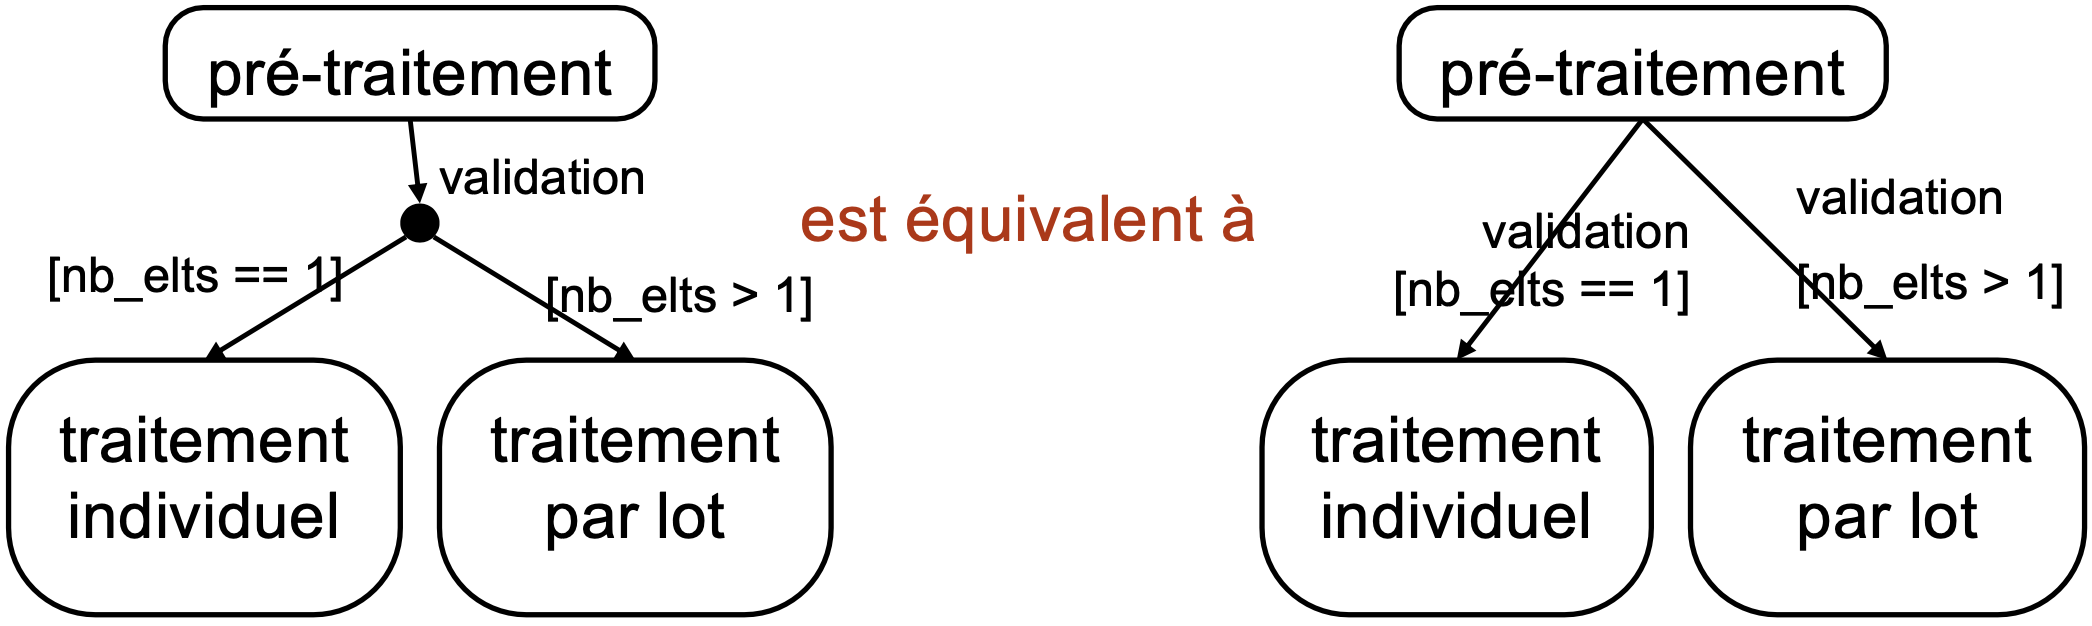 pré-traitement
validation
[nb_elts == 1]
[nb_elts > 1]
traitement
individuel
traitement
par lot
est équivalent à
pré-traitement
validation
[nb_elts == 1]
validation
[nb_elts > 1]
traitement
individuel
traitement
par lot